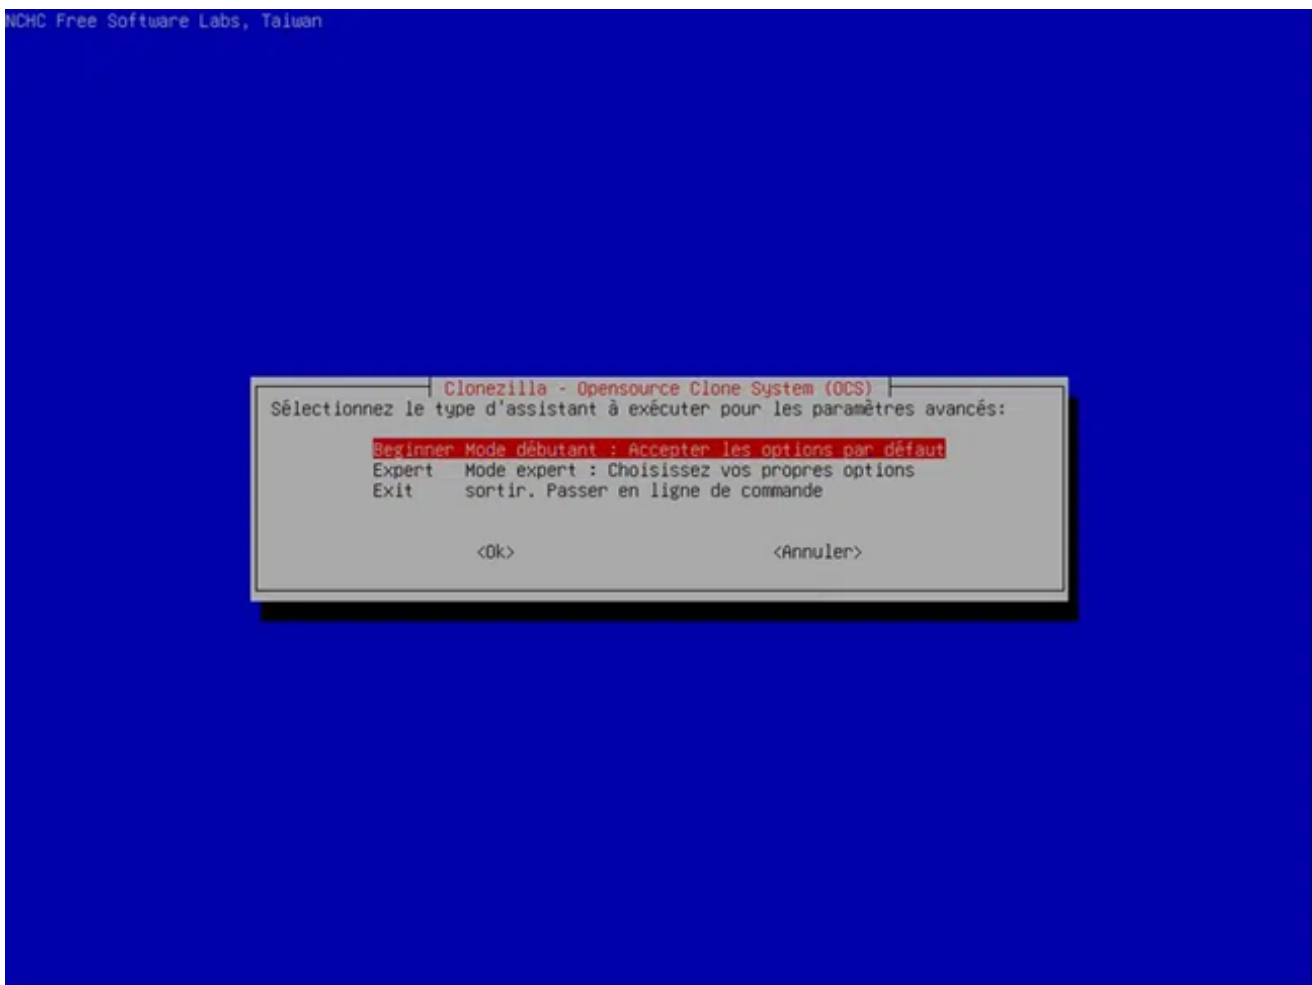 NCHC Free Software Labs, Taiwan
Clonezilla - Opensource Clone System (OCS)
Sélectionnez le type d'assistant à exécuter pour les paramètres avancés:
Beginner Mode débutant : Accepter les options par défaut
Expert Mode expert : Choisissez vos propres options
Exit sortir. Passer en ligne de commande
<Ok> <Annuler>